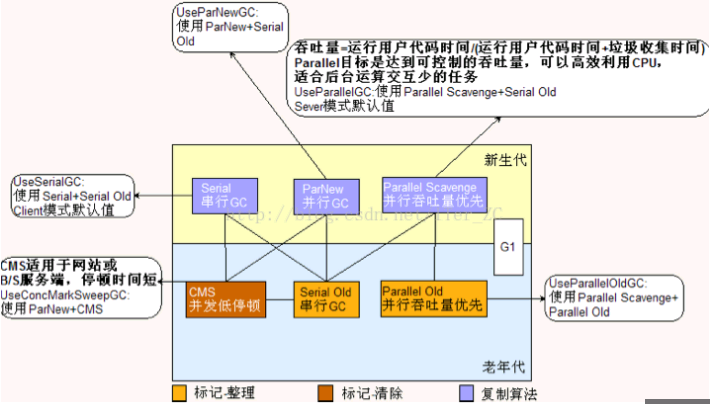 UseParNewGC:
使用ParNew+Serial
Old
吞吐量=运行用户代码时间/(运行用户代码时间+垃圾收集时间)
Parallel目标是达到可控制的吞吐量，可以高效利用CPU，
适合后台运算交互少的任务
UseParallelGC:使用Parallel Scavenge+Serial Old
Sever模式默认值
新生代
UseSerialGC:
使用Serial+Serial Old
Client模式默认值
Serial
串行GC
ParNew
并行GC
Parallel Scavenge
并行吞吐量优先
G1
CMS适用于网站或
B/S服务端，停顿时间短
UseConcMarkSweepGC:
使用ParNew+CMS
CMS
并发低停顿
Serial Old
串行GC
Parallel Old
并行吞吐量优先
UseParallelOldGC:
使用Parallel Scavenge+
Parallel Old
老年代
标记-整理
标记-清除
复制算法